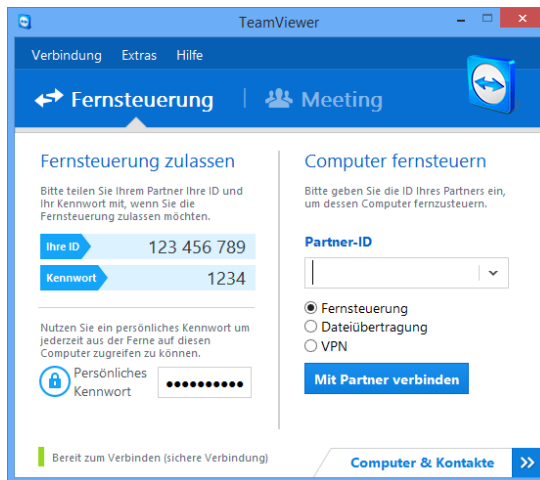 TeamViewer
Verbindung Extras Hilfe
Fernsteuerung
Meeting
Fernsteuerung zulassen
Bitte teilen Sie Ihrem Partner Ihre ID und
Ihr Kennwort mit, wenn Sie die
Fernsteuerung zulassen möchten.
Ihre ID 123 456 789
Kennwort 1234
Nutzen Sie ein persönliches Kennwort um
jederzeit aus der Ferne auf diesen
Computer zugreifen zu können.
Persönliches
Kennwort
Computer fernsteuern
Bitte geben Sie die ID Ihres Partners ein,
um dessen Computer fernzusteuern.
Partner-ID
Fernsteuerung
Dateiübertragung
VPN
Mit Partner verbinden
Bereit zum Verbinden (sichere Verbindung)
Computer & Kontakte